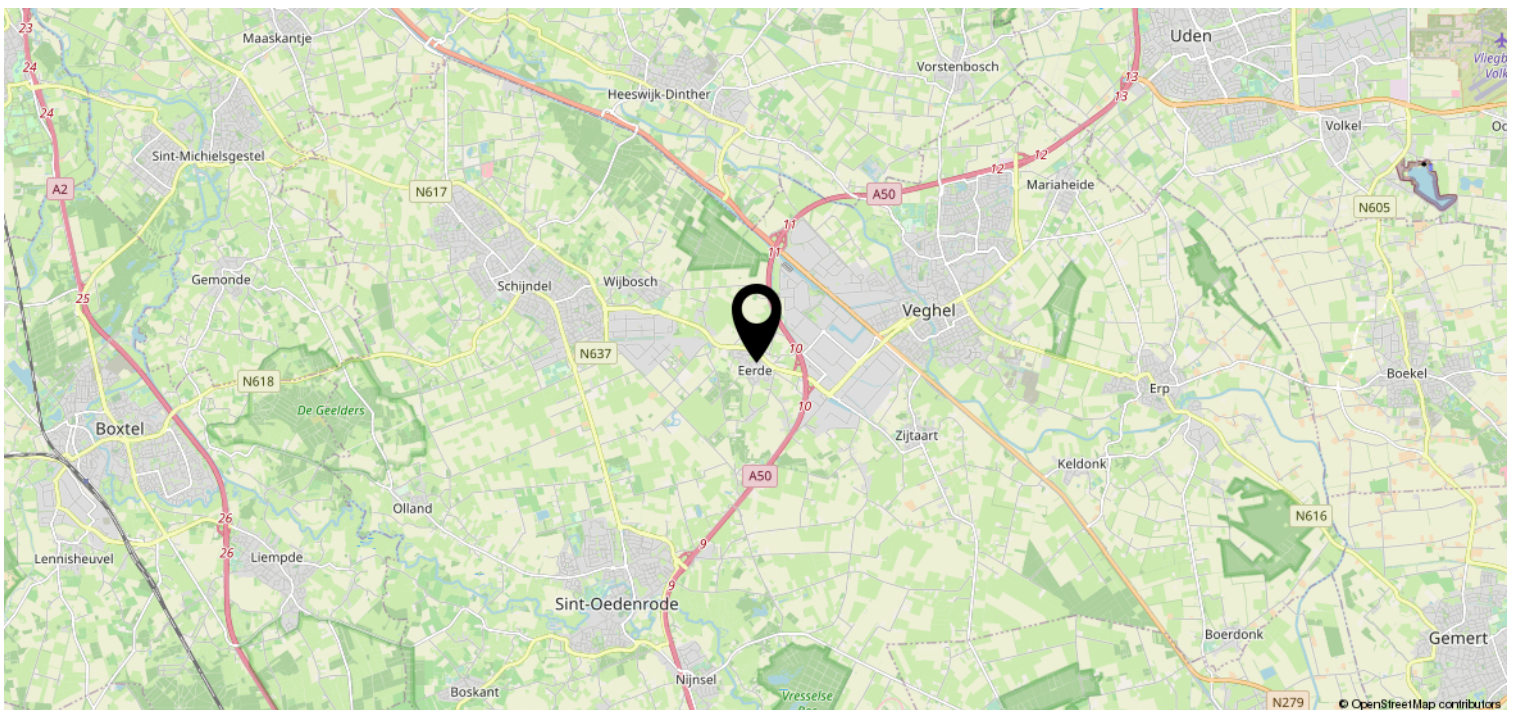 23
Maaskantje
Uden
Vliegb
Volk
24
Vorstenbosch
13
13
Heeswijk-Dinther
24
Volkel
Oc
Sint-Michielsgestel
12
12
A2
N617
A50
Mariaheide
N605
11
11
Gemonde
Schijndel
Wijbosch
25
Veghel
10
N637
Eerde
N618
Boekel
Erp
De Geelders
10
Boxtel
Zijtaart
Keldonk
A50
Olland
26
N616
9
26
Lennisheuvel
Liempde
9
Sint-Oedenrode
Boerdonk
Gemert
Nijnsel
Boskant
Vresselse
N279
© OpenStreetMap contributors